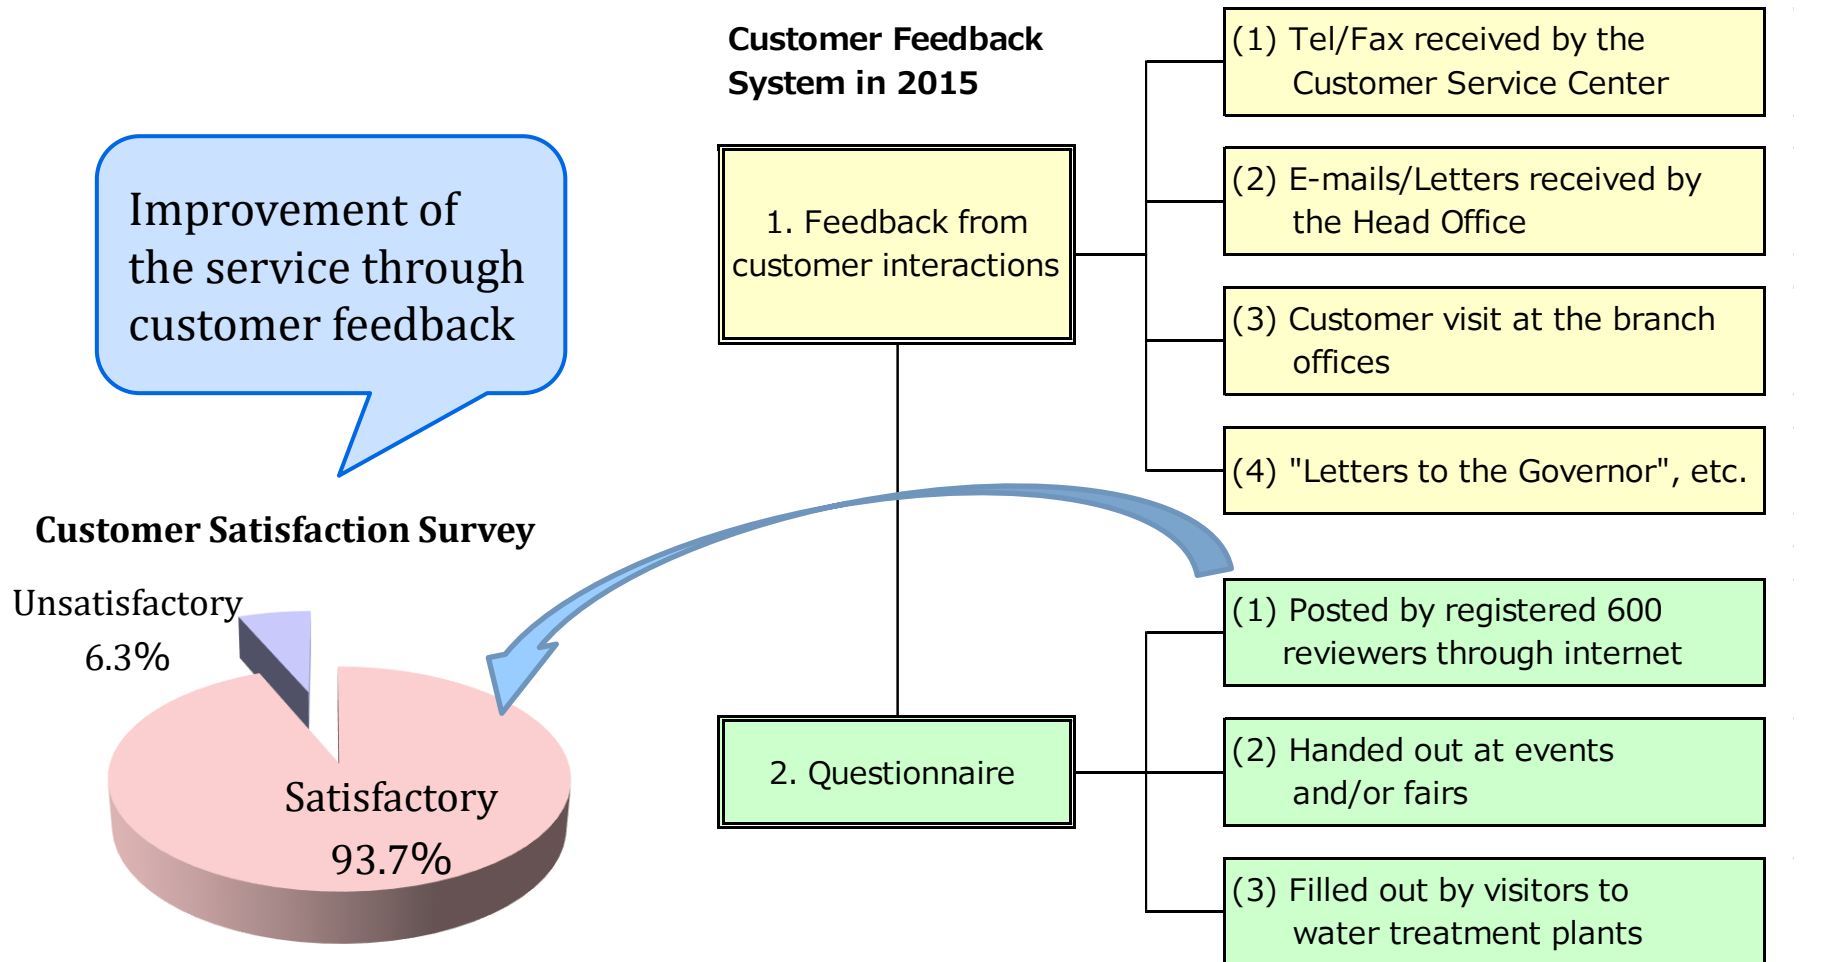 Customer Feedback
System in 2015
Improvement of
the service through
customer feedback
Customer Satisfaction Survey
Unsatisfactory
6.3%
Satisfactory
93.7%
1. Feedback from
customer interactions
(1) Tel/Fax received by the
Customer Service Center
(2) E-mails/Letters received by
the Head Office
(3) Customer visit at the branch
offices
(4) "Letters to the Governor", etc.
2. Questionnaire
(1) Posted by registered 600
reviewers through internet
(2) Handed out at events
and/or fairs
(3) Filled out by visitors to
water treatment plants